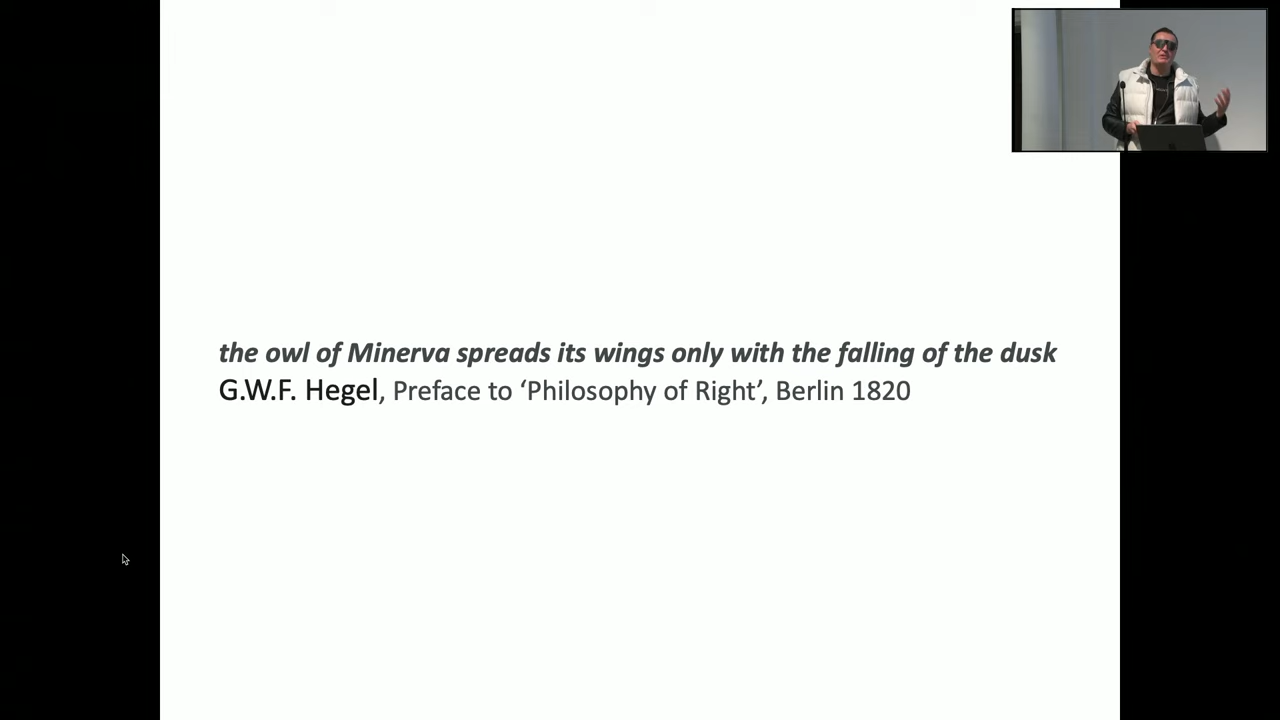 the owl of Minerva spreads its wings only with the falling of the dusk
G.W.F. Hegel, Preface to ‘Philosophy of Right’, Berlin 1820